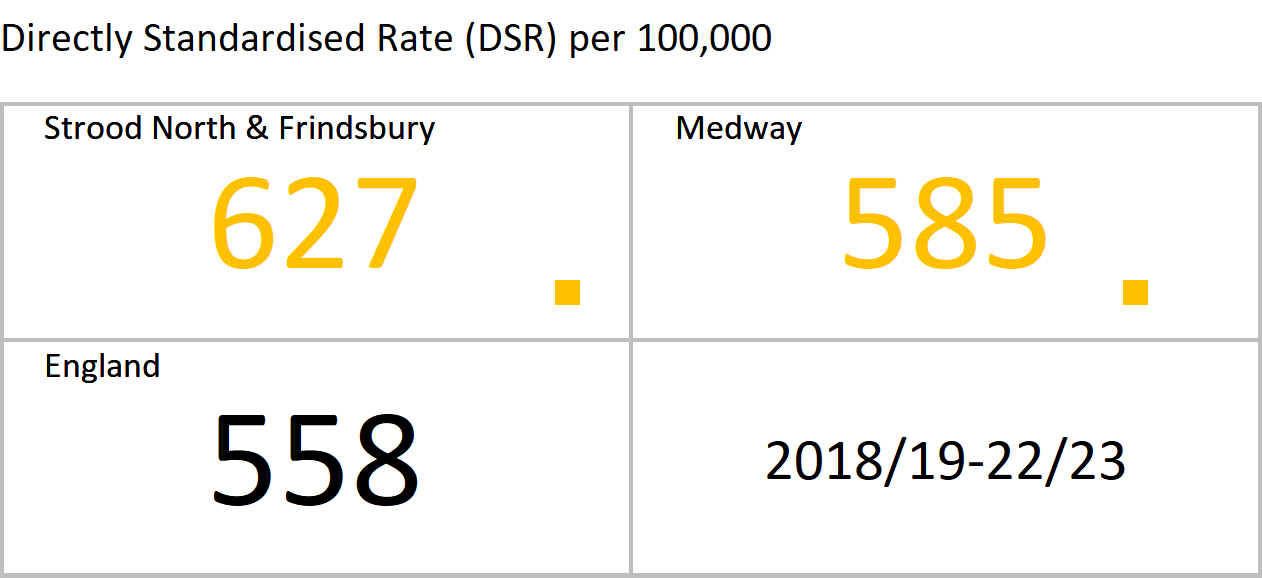 Directly Standardised Rate (DSR) per 100,000
Strood North & Frindsbury
627
Medway
585
England
558
2018/19-22/23